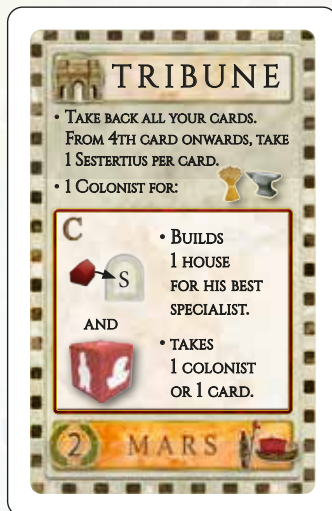 TRIBUNE
• TAKE BACK ALL YOUR CARDS.
FROM 4TH CARD ONWARDS, TAKE
1 SESTERTIUS PER CARD.
• 1 COLONIST FOR:
C
• BUILDS
1 HOUSE
FOR HIS BEST
SPECIALIST.
S
AND
• TAKES
1 COLONIST
OR 1 CARD.
2 MARS